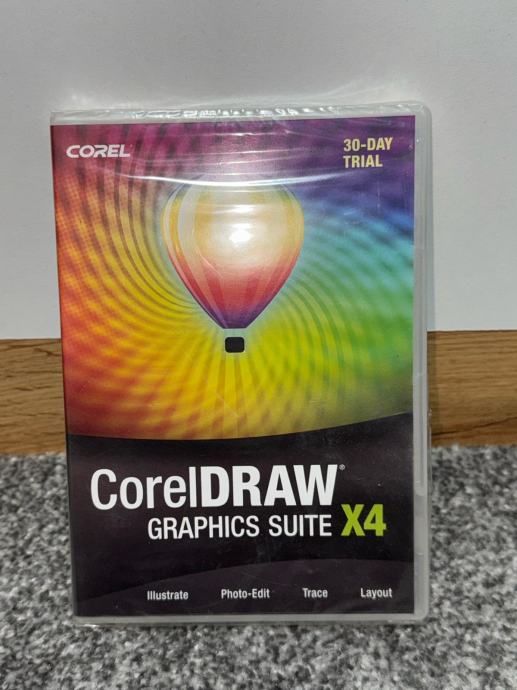 COREL
30-DAY
TRIAL
CorelDRAW®
GRAPHICS SUITE X4
Illustrate Photo-Edit Trace Layout